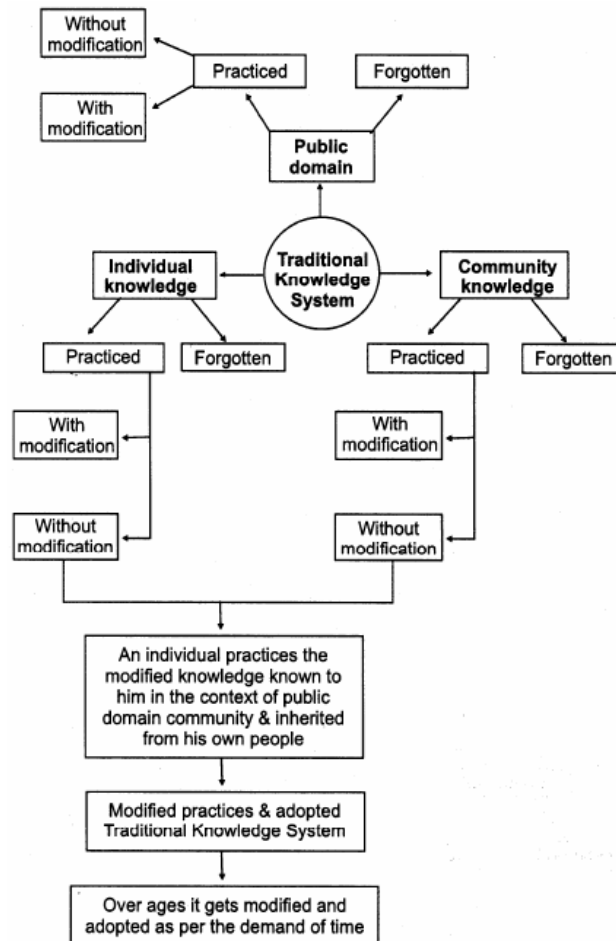 Without
modification
Practiced
Forgotten
With
modification
Public
domain
Individual
knowledge
Traditional
Knowledge
System
Community
knowledge
Practiced
Forgotten
Practiced
Forgotten
With
modification
With
modification
Without
modification
Without
modification
An individual practices the
modified knowledge known to
him in the context of public
domain community & inherited
from his own people
Modified practices & adopted
Traditional Knowledge System
Over ages it gets modified and
adopted as per the demand of time